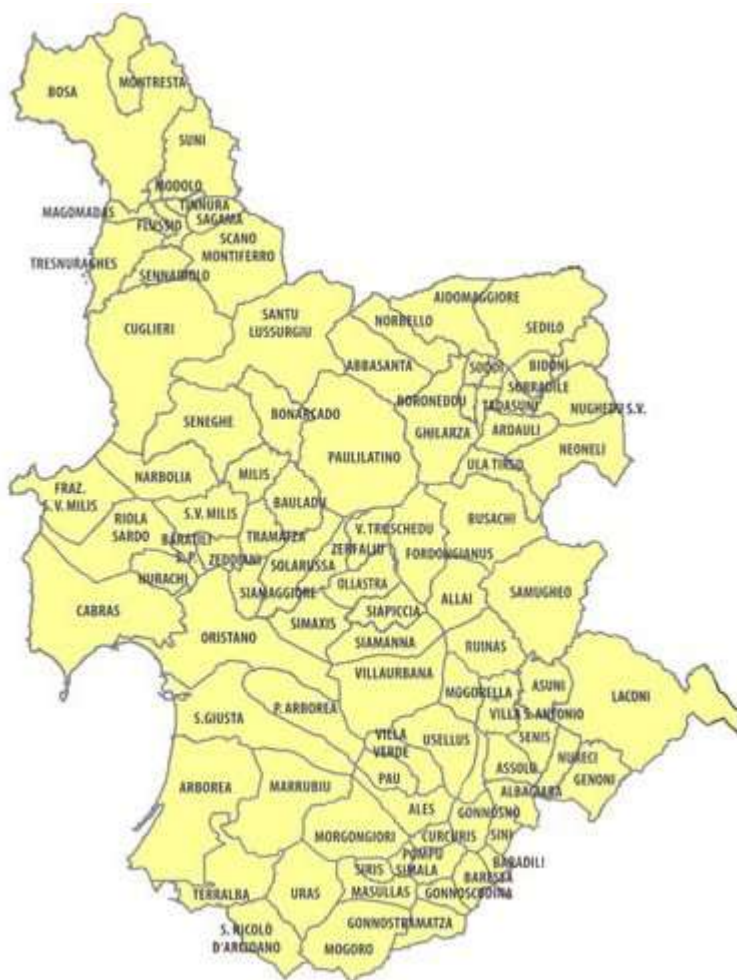 BOSA
MONTRESTA
SUNI
MODOLO
MAGOMADAS
TINNURA
FLUSSIO
SAGAMA
TRESNURAGHES
SCANO
MONTIFERRO
SENNARIOLO
CUGLIERI
SANTU
LUSSURGIU
AIDOMAGGIORE
NORBELLO
SEDILO
ABBASANTA
SODDI
BIDONI
SORRADILE
BORONEDDU
TADASUNI
NUGHEDU S.V.
SENEGHE
BONARCADO
GHILARZA
ARDAULI
PAULILATINO
ULA TIRSO
NEONELI
NARBOLIA
MILIS
FRAZ.
S.V. MILIS
BAULADU
RIOLA
SARDO
S.V. MILIS
BUSACHI
V. TRUSCHEDU
BARADILI
S. P.
TRAMATZA
ZERFALIU
ZEDDIANI
SOLARUSSA
FORDONGIANUS
NURACHI
OLLASTRA
SIAMAGGIORE
ALLAI
SAMUGHEO
CABRAS
SIAPICCIA
SIMAXIS
ORISTANO
SIAMANNA
RUINAS
VILLAURBANA
MOGORELLA
ASUNI
LACONI
P. ARBOREA
VILLA S.ANTONIO
S.GIUSTA
VILLA
VERDE
USELLUS
SENIS
NURECI
ASSOLO
GENONI
PAU
ARBOREA
MARRUBIU
ALBAGIARA
ALES
GONNOSNO
MORGONGIORI
CURCURIS
SINI
POMPU
SIMALA
BARADILI
SIRIS
BARESSA
TERRALBA
URAS
MASULLAS
GONNOSCODINA
S. NICOLÒ
D'ARCIDANO
GONNOSTRAMATZA
MOGORO